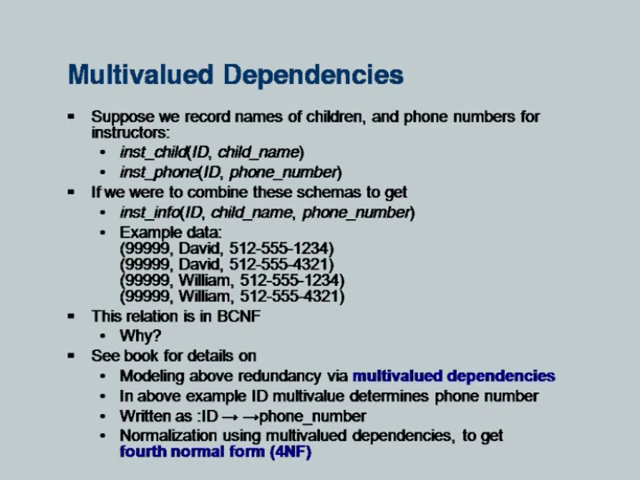 Multivalued Dependencies
▪ Suppose we record names of children, and phone numbers for
instructors:
• inst_child(ID, child_name)
• inst_phone(ID, phone_number)
▪ If we were to combine these schemas to get
• inst_info(ID, child_name, phone_number)
• Example data:
(99999, David, 512-555-1234)
(99999, David, 512-555-4321)
(99999, William, 512-555-1234)
(99999, William, 512-555-4321)
▪ This relation is in BCNF
• Why?
▪ See book for details on
• Modeling above redundancy via multivalued dependencies
• In above example ID multivalue determines phone number
• Written as :ID → →phone_number
• Normalization using multivalued dependencies, to get
fourth normal form (4NF)